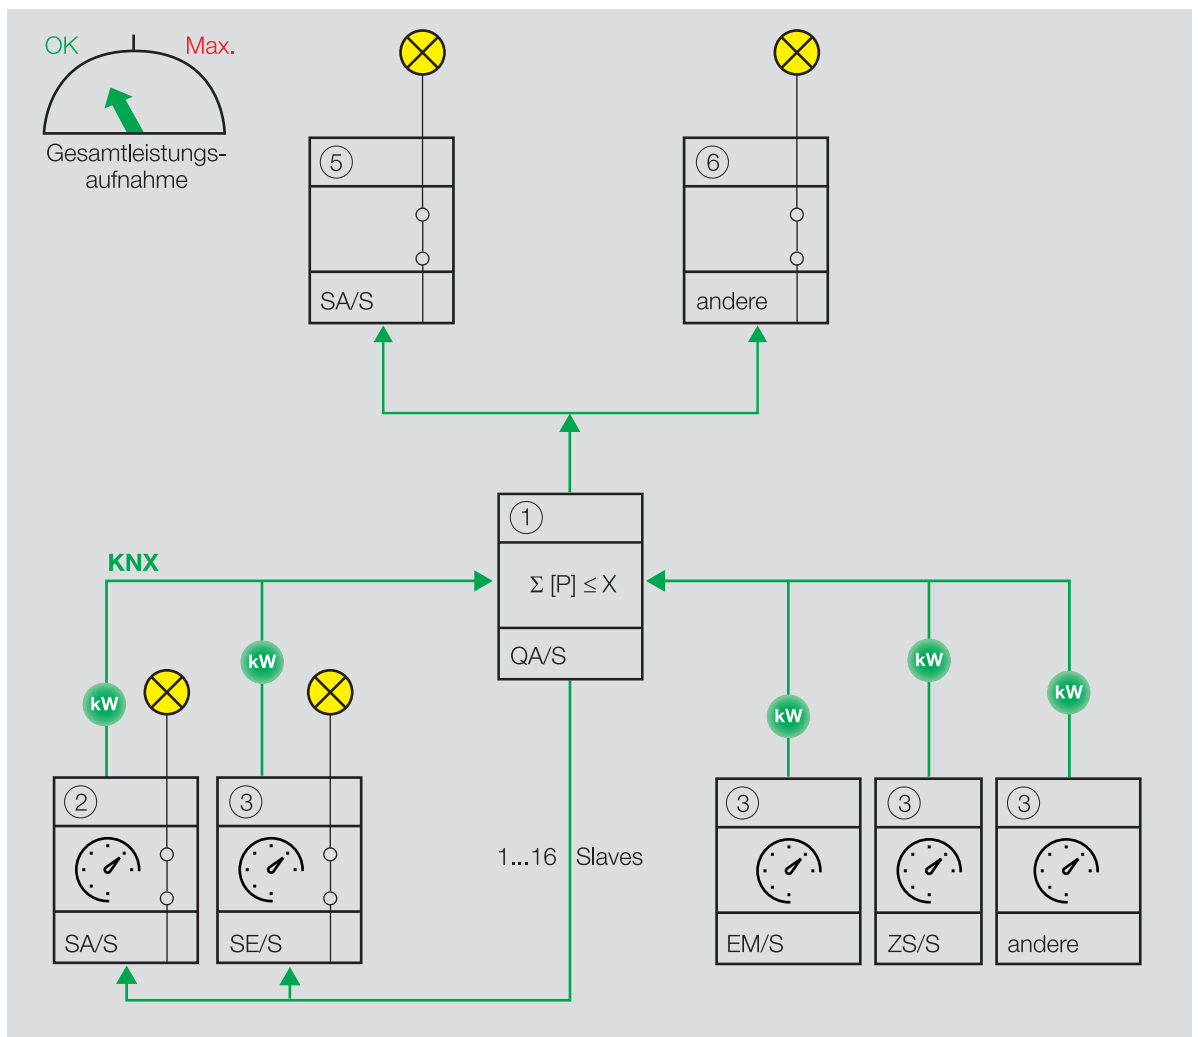 OK Max.
Gesamtleistungs-
aufnahme
5
SA/S
6
andere
1
Σ [P] ≤ X
QA/S
KNX
kW
kW
kW
kW
kW
2
SA/S
3
SE/S
1...16 Slaves
3
EM/S
3
ZS/S
3
andere